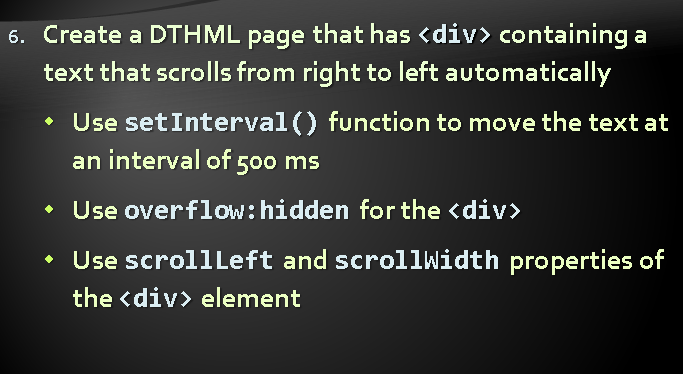 6. Create a DTHML page that has <div> containing a
text that scrolls from right to left automatically
◆ Use setInterval() function to move the text at
an interval of 500 ms
◆ Use overflow:hidden for the <div>
◆ Use scrollLeft and scrollWidth properties of
the <div> element